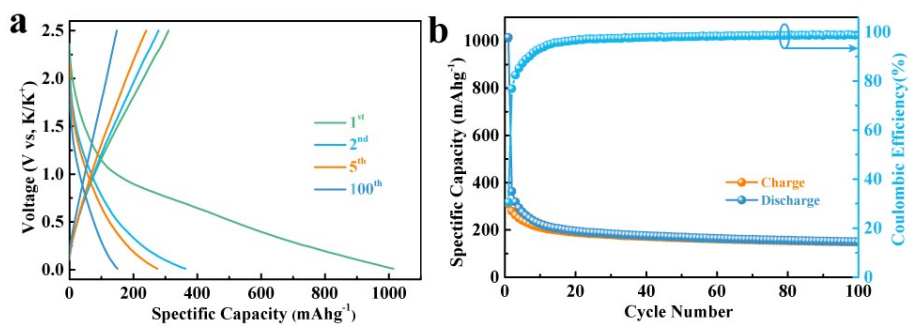 a
Voltage (V vs, K/K⁺)
2.5
2.0
1.5
1.0
0.5
0.0
1ˢᵗ
2ⁿᵈ
5ᵗʰ
100ᵗʰ
0 200 400 600 800 1000
Spectific Capacity (mAhg⁻¹)
b
Spectific Capacity (mAhg⁻¹)
1000
800
600
400
200
0
Charge
Discharge
100
80
60
40
20
0
Coulombic Efficiency(%)
0 20 40 60 80 100
Cycle Number